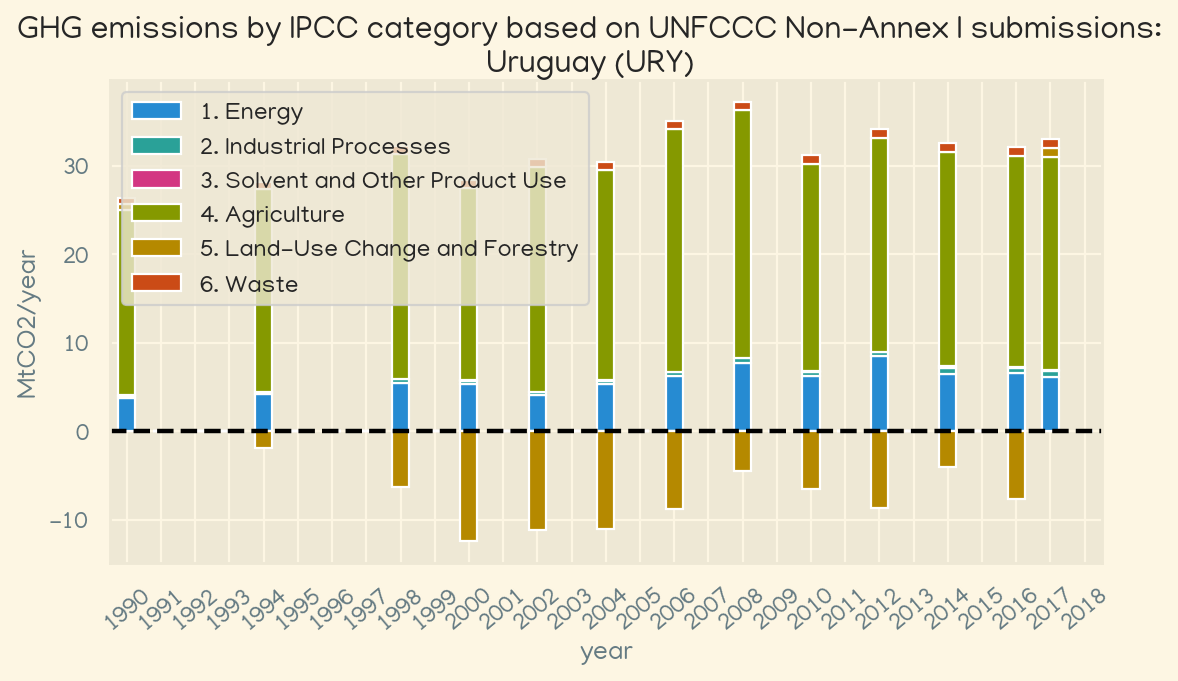 GHG emissions by IPCC category based on UNFCCC Non-Annex I submissions:
Uruguay (URY)
1. Energy
2. Industrial Processes
3. Solvent and Other Product Use
4. Agriculture
5. Land-Use Change and Forestry
6. Waste
MtCO2/year
30
20
10
0
-10
1990 1991 1992 1993 1994 1995 1996 1997 1998 1999 2000 2001 2002 2003 2004 2005 2006 2007 2008 2009 2010 2011 2012 2013 2014 2015 2016 2017 2018
year